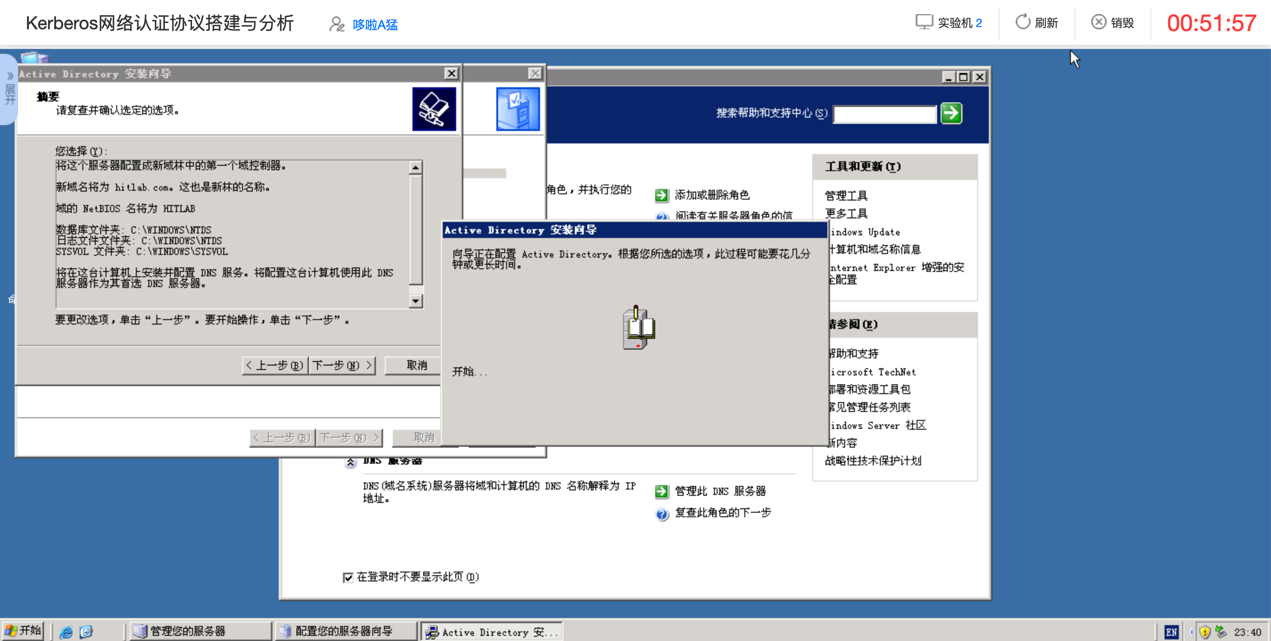 Kerberos网络认证协议搭建与分析
哆啦A猛
实验机 2
刷新
销毁
00:51:57
»
展
开
Active Directory 安装向导
摘要
请复查并确认选定的选项。
您选择(Y):
将这个服务器配置成新域林中的第一个域控制器。
新域名将为 hitlab.com。这也是新林的名称。
域的 NetBIOS 名将为 HITLAB
数据库文件夹: C:\WINDOWS\NTDS
日志文件文件夹: C:\WINDOWS\NTDS
SYSVOL 文件夹: C:\WINDOWS\SYSVOL
将在这台计算机上安装并配置 DNS 服务。将配置这台计算机使用此 DNS
服务器作为其首选 DNS 服务器。
要更改选项，单击“上一步”。要开始操作，单击“下一步”。
< 上一步(B)
下一步(N) >
取消
< 上一步(B)
下一步(N) >
取消
搜索帮助和支持中心(S)
角色，并执行您的
添加或删除角色
阅读有关服务器角色的信
工具和更新(T)
管理工具
更多工具
indows Update
计算机和域名称信息
nternet Explorer 增强的安
全配置
Active Directory 安装向导
向导正在配置 Active Directory。根据您所选的选项，此过程可能要花几分
钟或更长时间。
开始...
请参阅(E)
帮助和支持
icrosoft TechNet
部署和资源工具包
常见管理任务列表
indows Server 社区
新内容
战略性技术保护计划
DNS 服务器
DNS(域名系统)服务器将域和计算机的 DNS 名称解释为 IP
地址。
管理此 DNS 服务器
复查此角色的下一步
在登录时不要显示此页(D)
开始
管理您的服务器
配置您的服务器向导
Active Directory 安...
EN
23:40